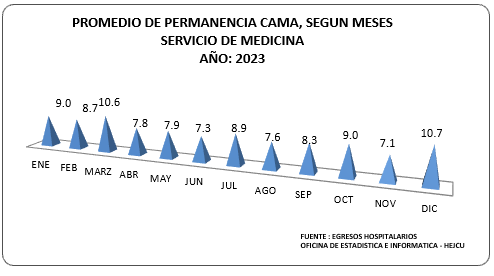 PROMEDIO DE PERMANENCIA CAMA, SEGUN MESES
SERVICIO DE MEDICINA
AÑO: 2023
9.0
8.7
10.6
7.8
7.9
7.3
8.9
7.6
8.3
9.0
7.1
10.7
ENE
FEB
MARZ
ABR
MAY
JUN
JUL
AGO
SEP
OCT
NOV
DIC
FUENTE : EGRESOS HOSPITALARIOS
OFICINA DE ESTADISTICA E INFORMATICA - HEJCU